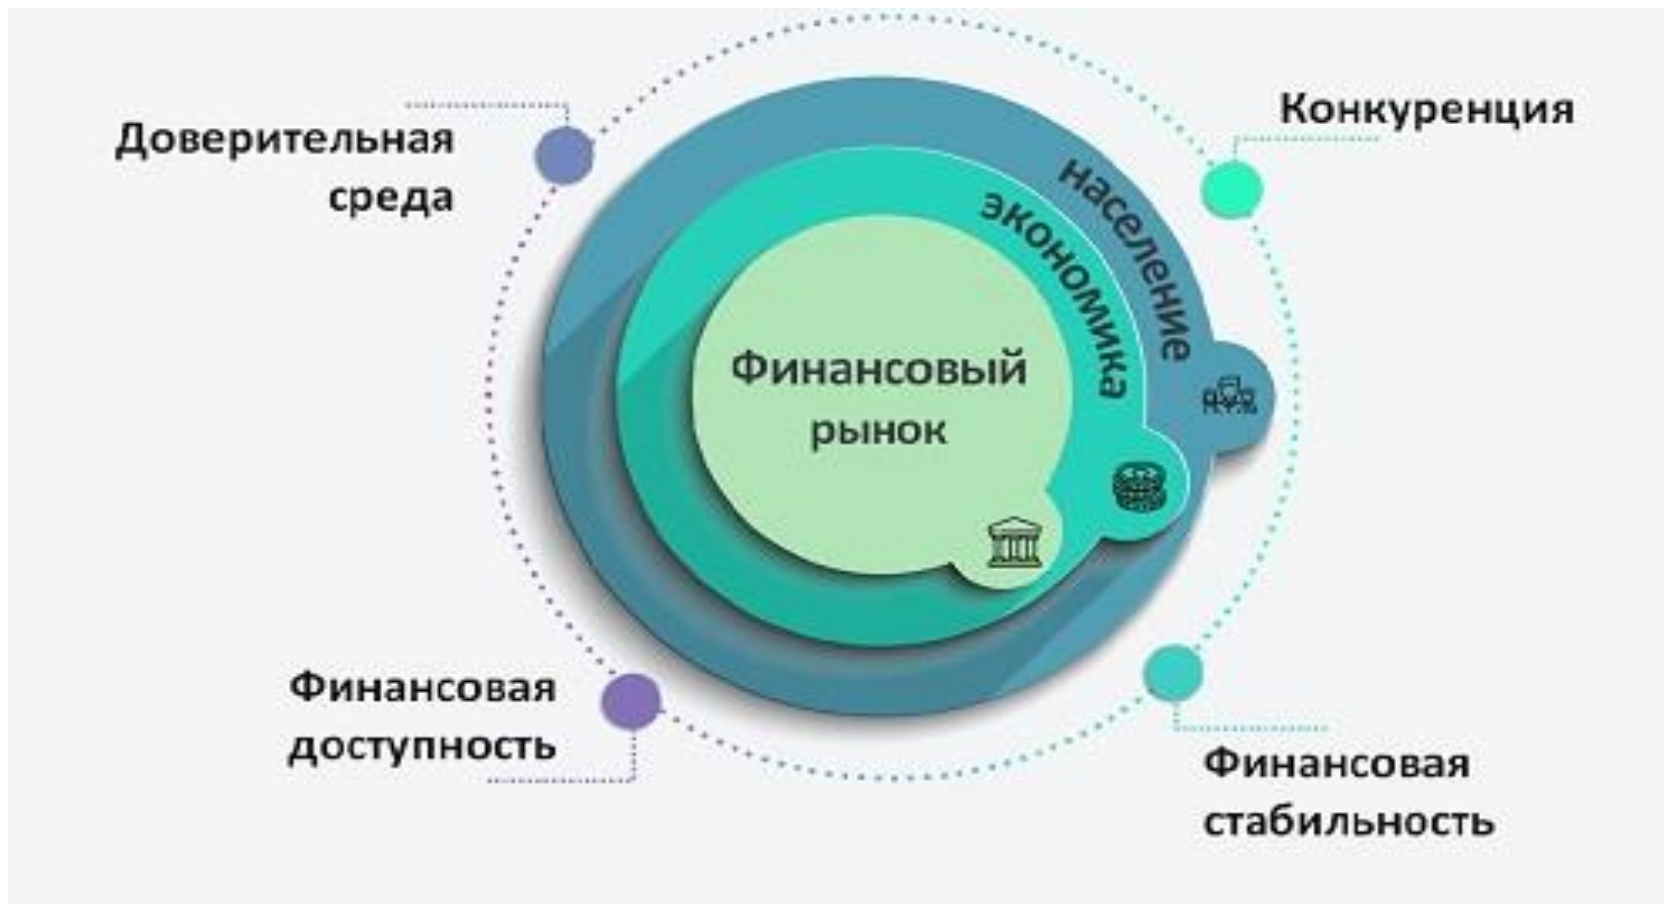 Доверительная
среда
Конкуренция
население
экономика
Финансовый
рынок
Финансовая
доступность
Финансовая
стабильность